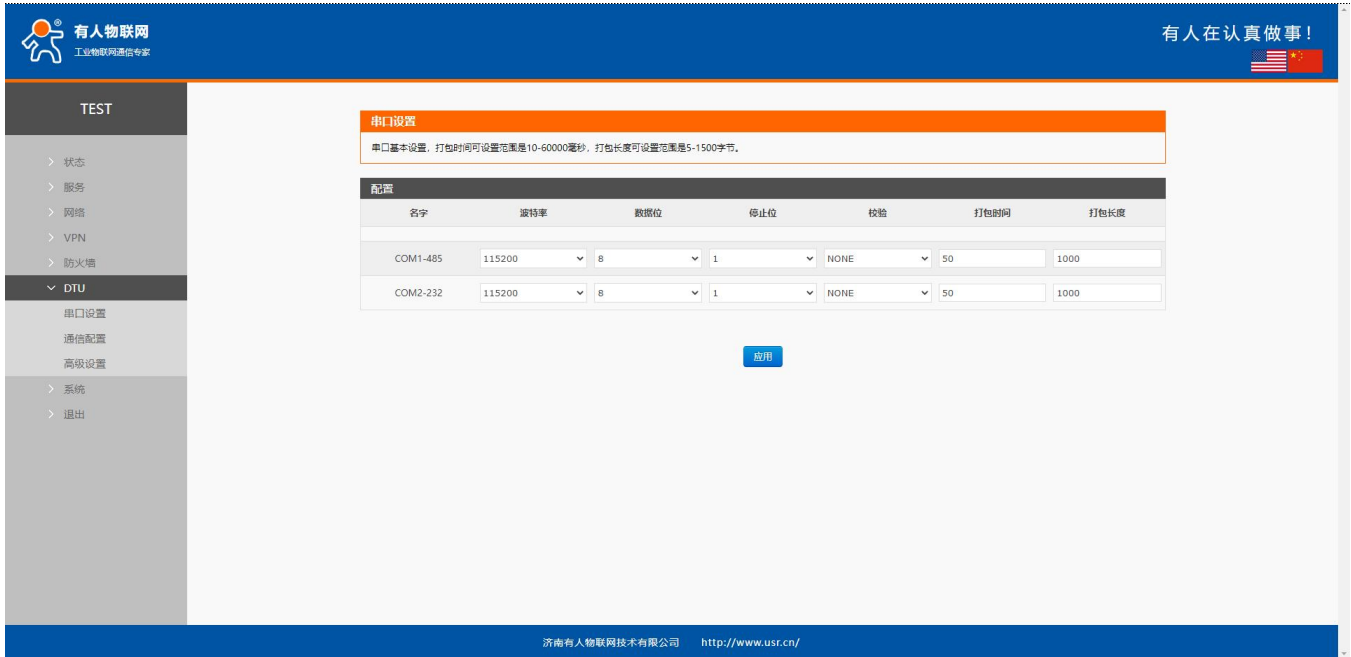 有人物联网
®
工业物联网通信专家
有人在认真做事！
TEST
状态
服务
网络
VPN
防火墙
DTU
串口设置
通信配置
高级设置
系统
退出
串口设置
串口基本设置，打包时间可设置范围是10-60000毫秒，打包长度可设置范围是5-1500字节。
配置
名字 波特率 数据位 停止位 校验 打包时间 打包长度
COM1-485 115200 8 1 NONE 50 1000
COM2-232 115200 8 1 NONE 50 1000
应用
济南有人物联网技术有限公司 http://www.usr.cn/